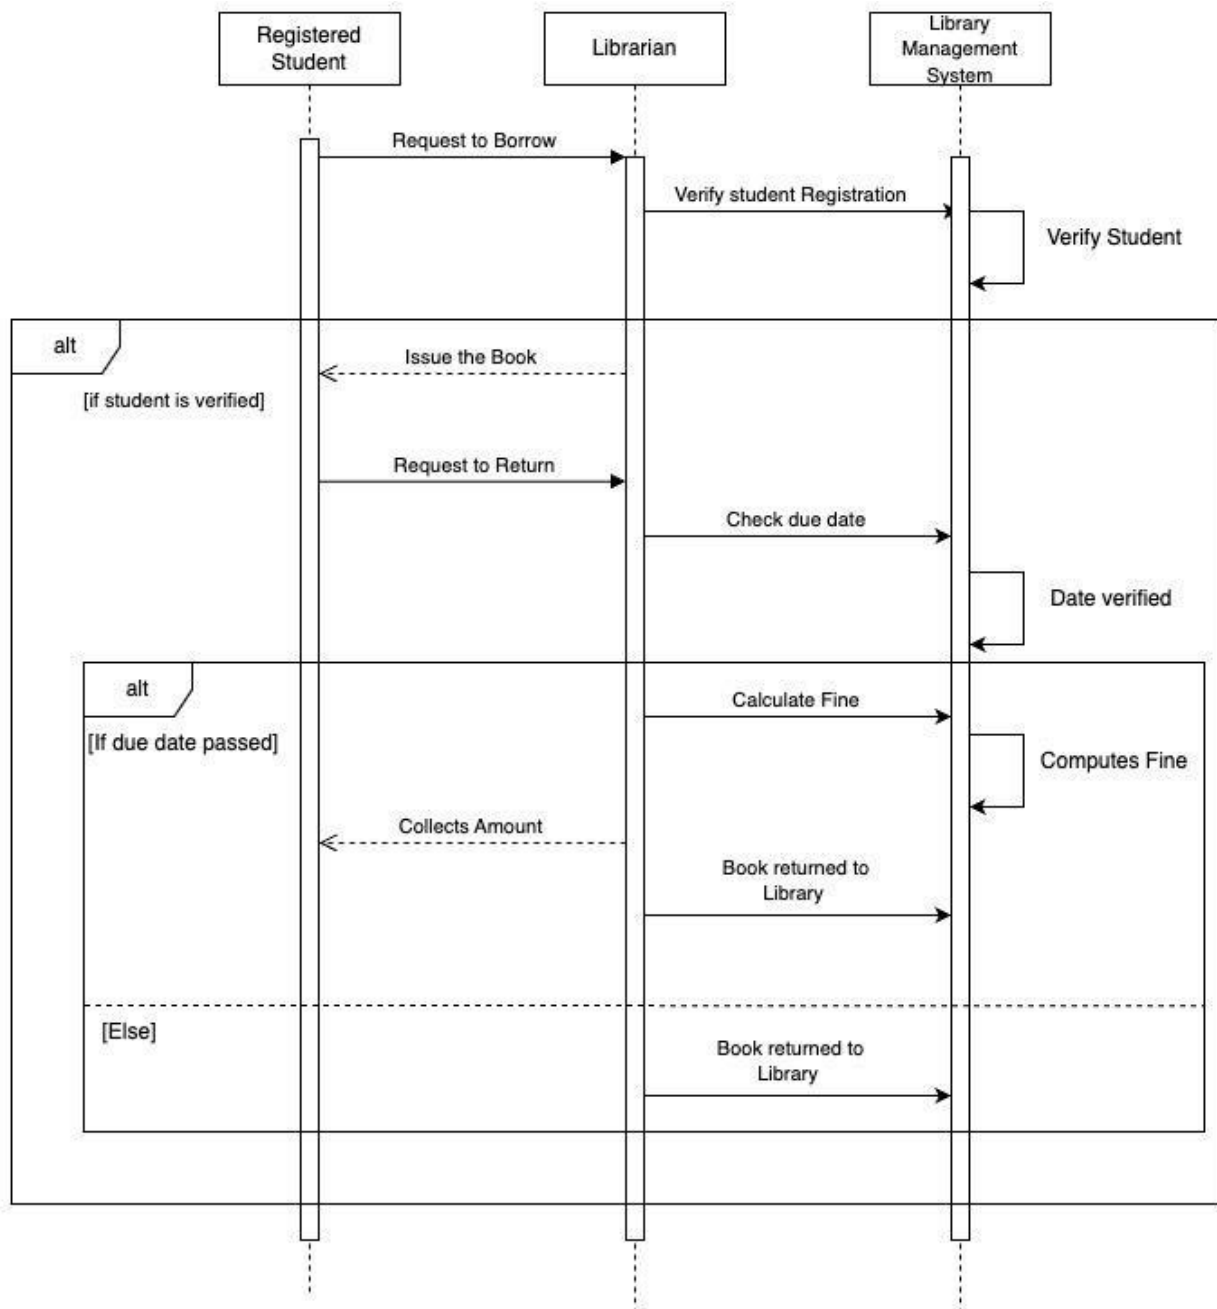 Registered
Student
Librarian
Library
Management
System
Request to Borrow
Verify student Registration
Verify Student
alt
Issue the Book
[if student is verified]
Request to Return
Check due date
Date verified
alt
Calculate Fine
[If due date passed]
Computes Fine
Collects Amount
Book returned to
Library
[Else]
Book returned to
Library